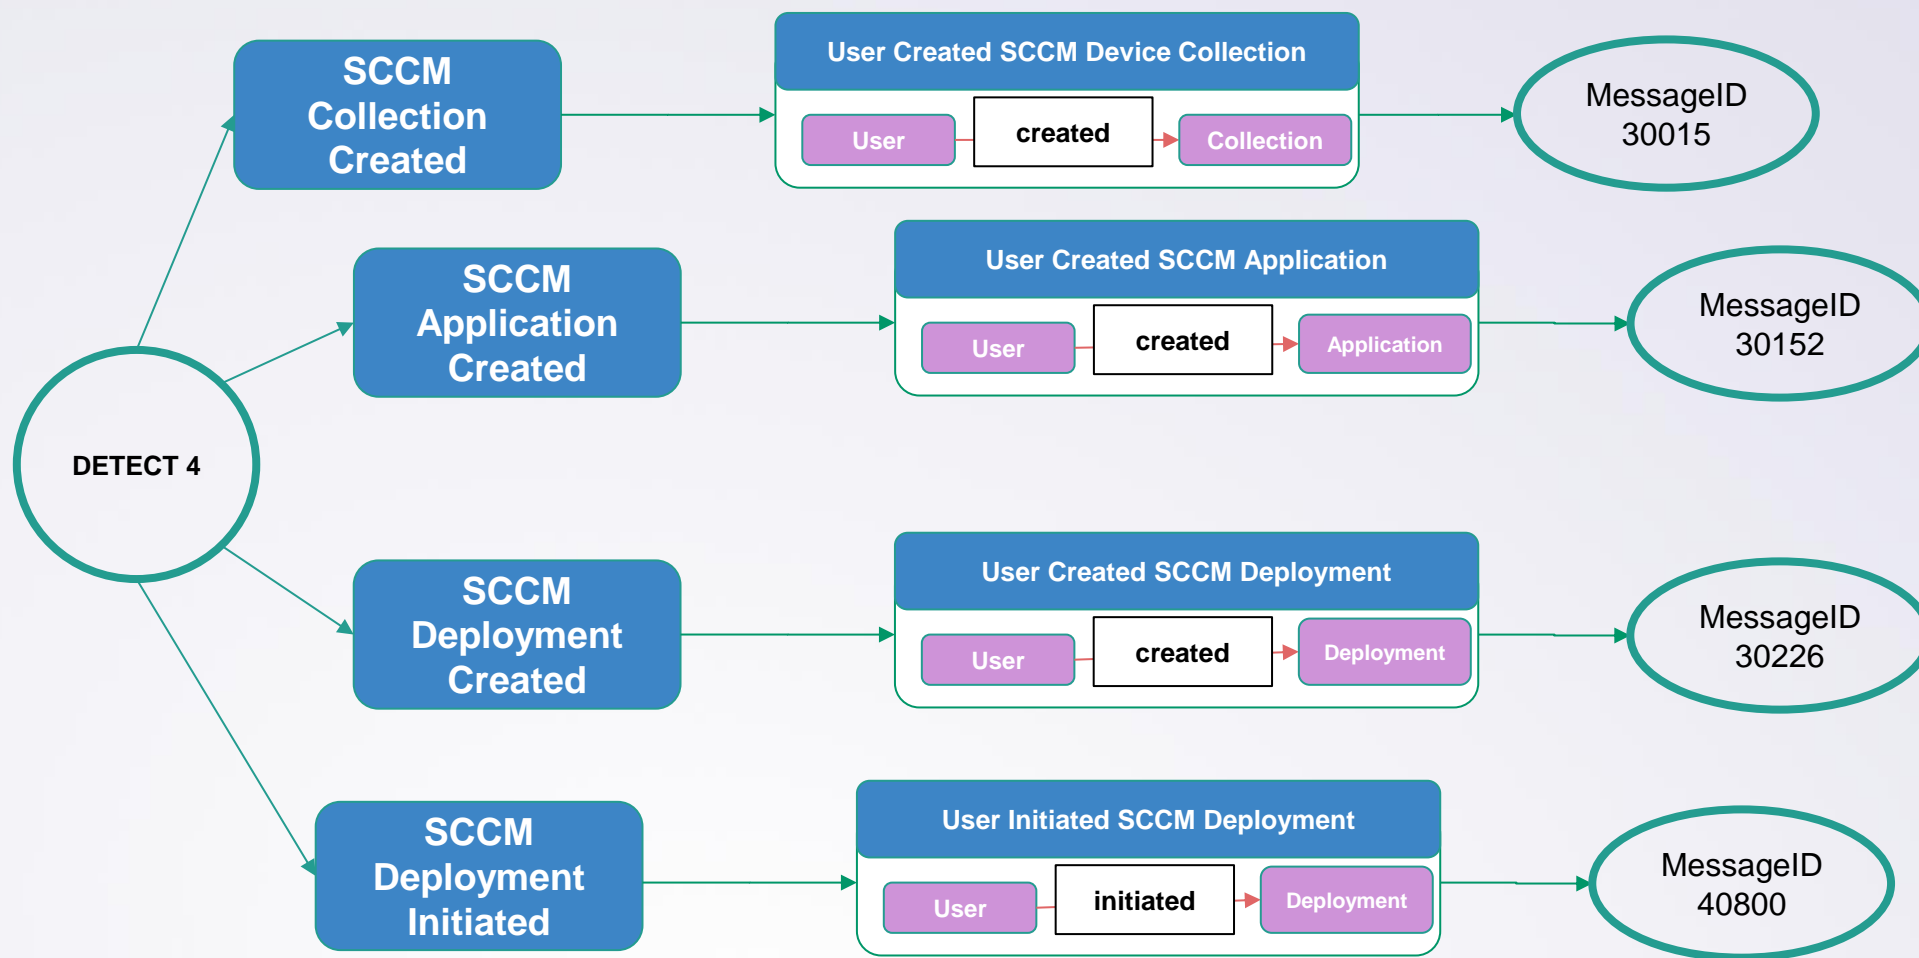 SCCM
Collection
Created
User Created SCCM Device Collection
User
created
Collection
MessageID
30015
SCCM
Application
Created
User Created SCCM Application
User
created
Application
MessageID
30152
DETECT 4
SCCM
Deployment
Created
User Created SCCM Deployment
User
created
Deployment
MessageID
30226
SCCM
Deployment
Initiated
User Initiated SCCM Deployment
User
initiated
Deployment
MessageID
40800